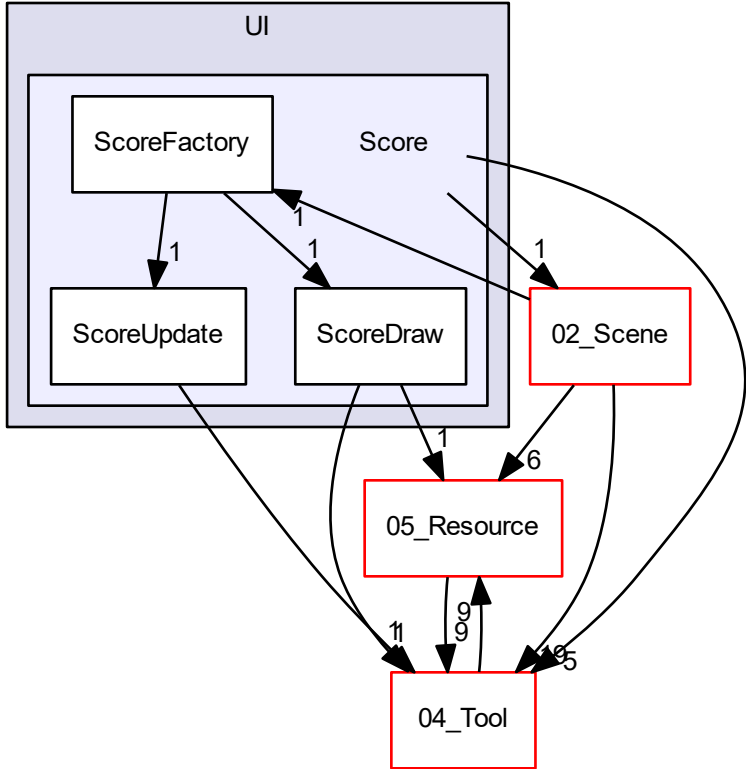 UI
ScoreFactory
Score
1
1
1
1
ScoreUpdate
ScoreDraw
02_Scene
1
6
05_Resource
9
1
1
9
19
5
04_Tool